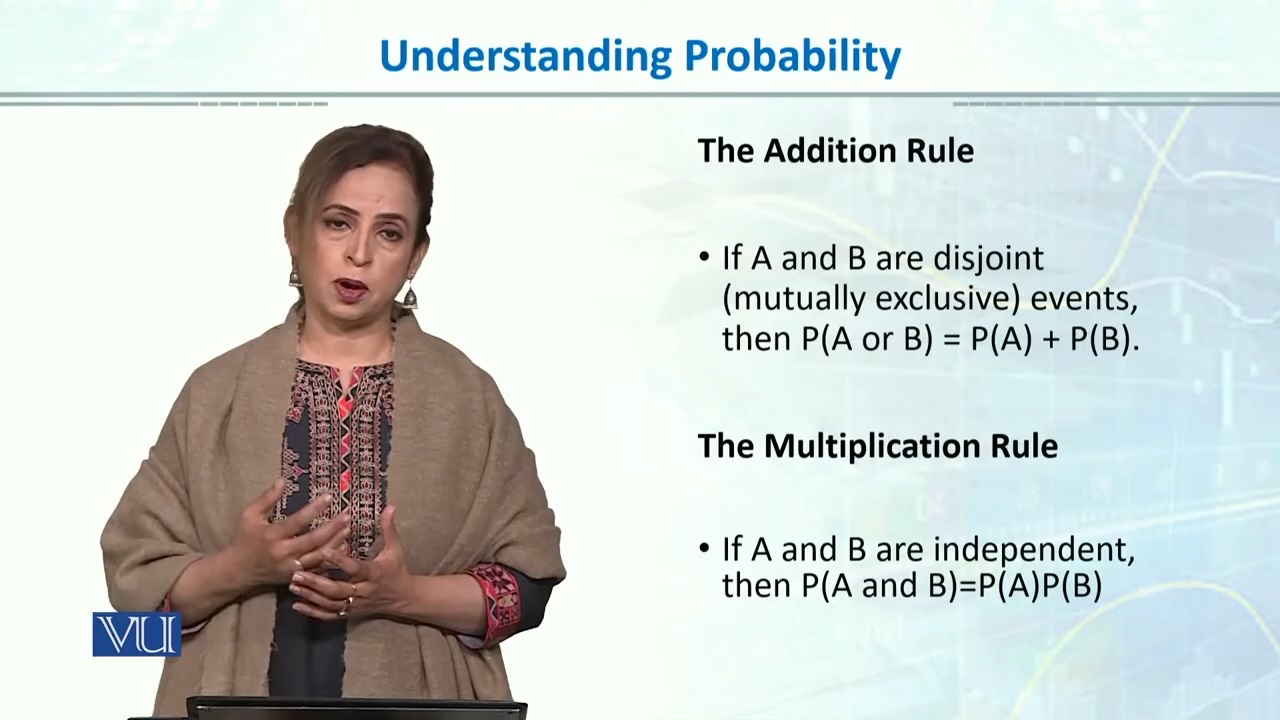 Understanding Probability
The Addition Rule
• If A and B are disjoint
(mutually exclusive) events,
then P(A or B) = P(A) + P(B).
The Multiplication Rule
• If A and B are independent,
then P(A and B)=P(A)P(B)
VU